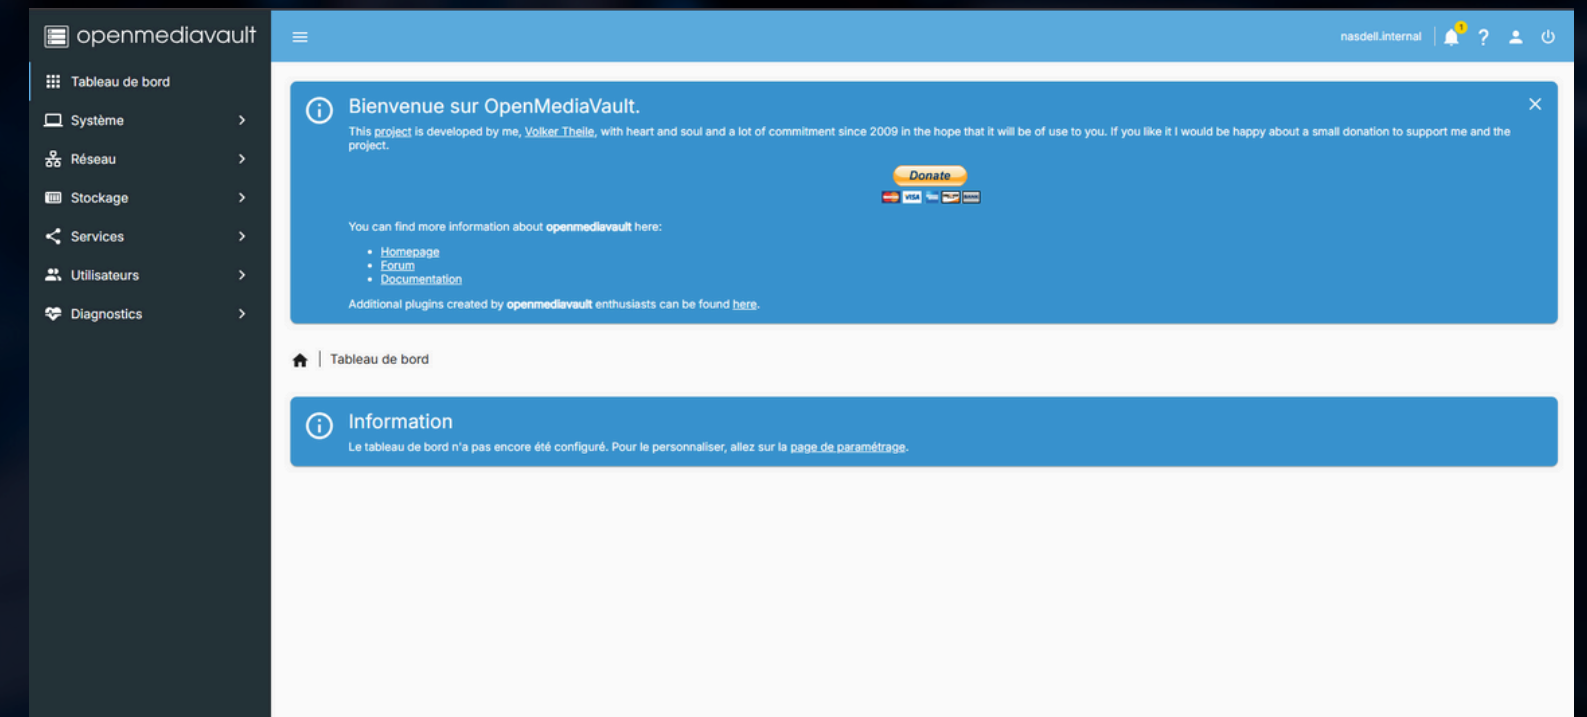 openmediavault
nasdell.internal
1
?
Tableau de bord
Système
Réseau
Stockage
Services
Utilisateurs
Diagnostics
Bienvenue sur OpenMediaVault.
This project is developed by me, Volker Theile, with heart and soul and a lot of commitment since 2009 in the hope that it will be of use to you. If you like it I would be happy about a small donation to support me and the
project.
Donate
VISA
You can find more information about openmediavault here:
• Homepage
• Forum
• Documentation
Additional plugins created by openmediavault enthusiasts can be found here.
Tableau de bord
Information
Le tableau de bord n'a pas encore été configuré. Pour le personnaliser, allez sur la page de paramétrage.